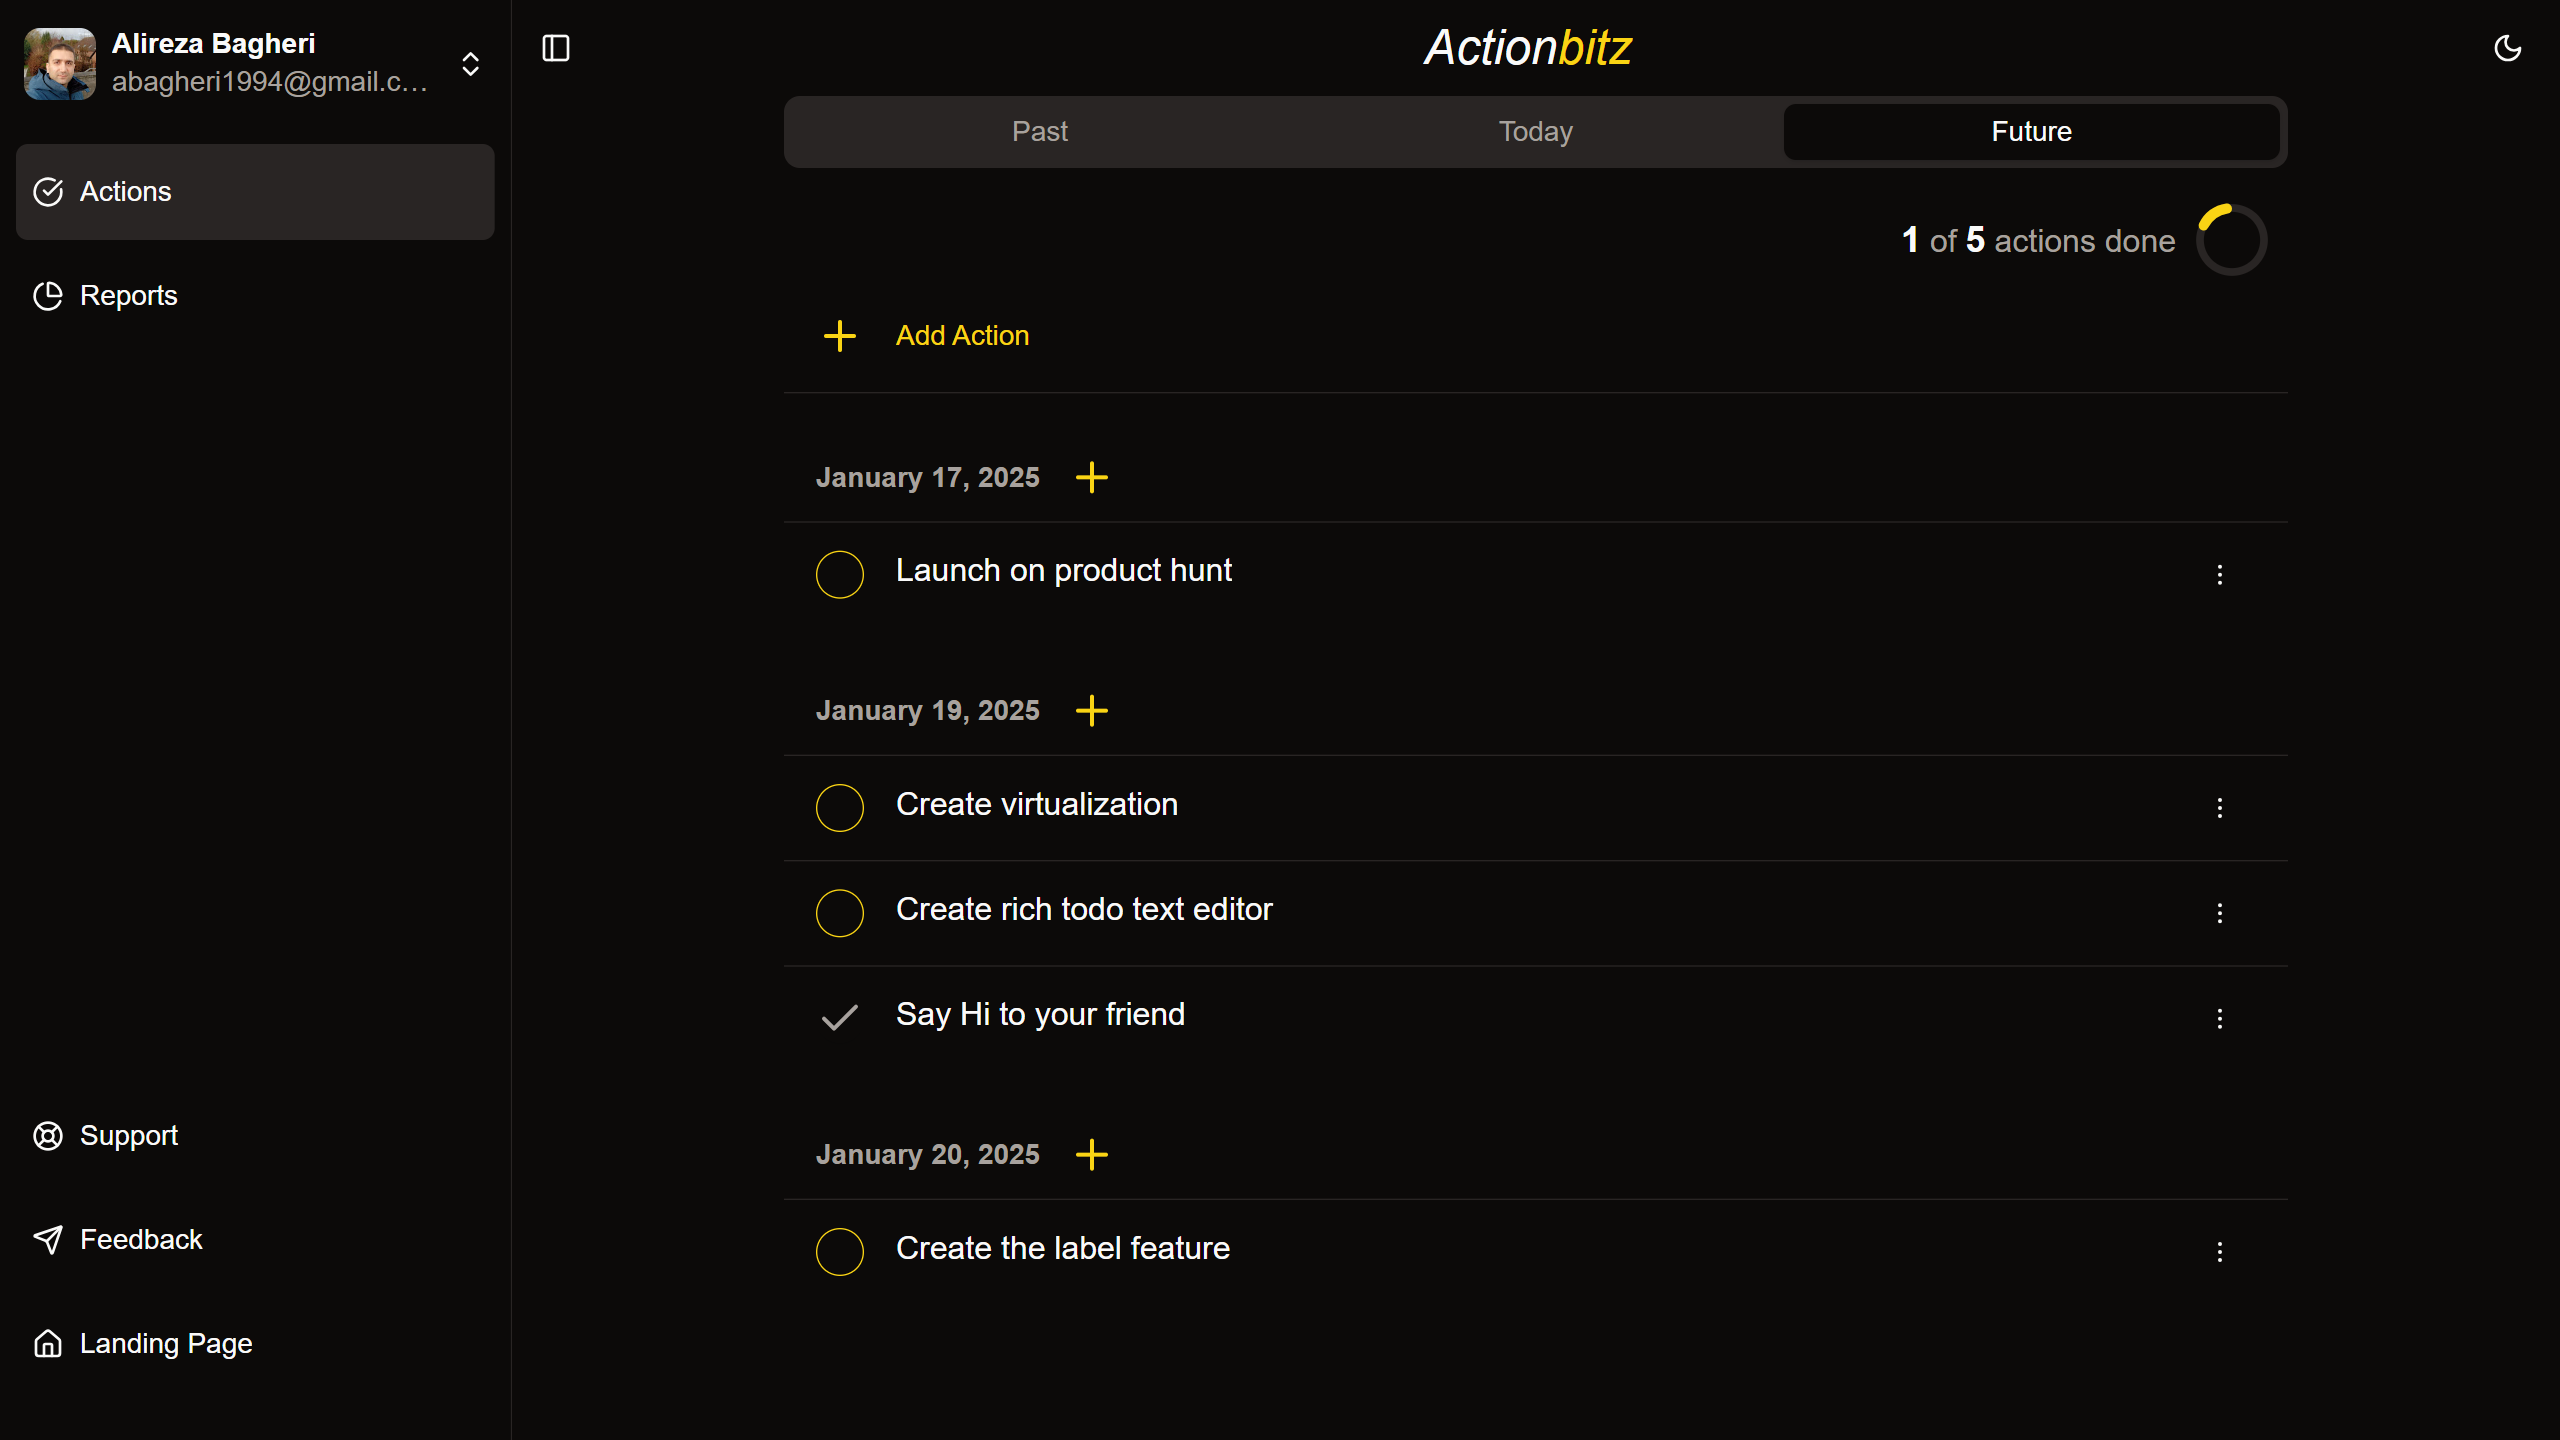 Alireza Bagheri
abagheri1994@gmail.c...
Actions
Reports
Support
Feedback
Landing Page
Actionbitz
Past
Today
Future
1 of 5 actions done
Add Action
January 17, 2025
Launch on product hunt
January 19, 2025
Create virtualization
Create rich todo text editor
Say Hi to your friend
January 20, 2025
Create the label feature